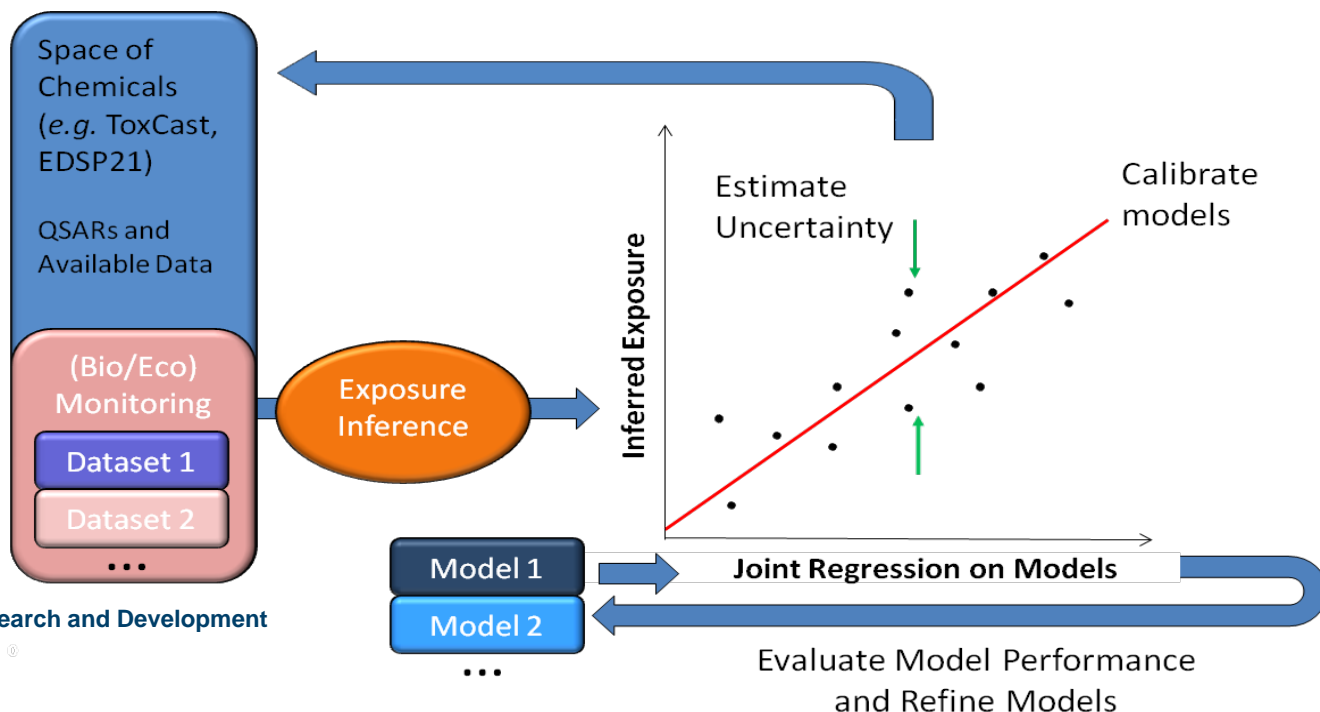 Space of
Chemicals
(e.g. ToxCast,
EDSP21)
QSARs and
Available Data
(Bio/Eco)
Monitoring
Dataset 1
Dataset 2
...
Exposure
Inference
Estimate
Uncertainty
Calibrate
models
Inferred Exposure
Joint Regression on Models
Model 1
Model 2
...
Evaluate Model Performance
and Refine Models
earch and Development